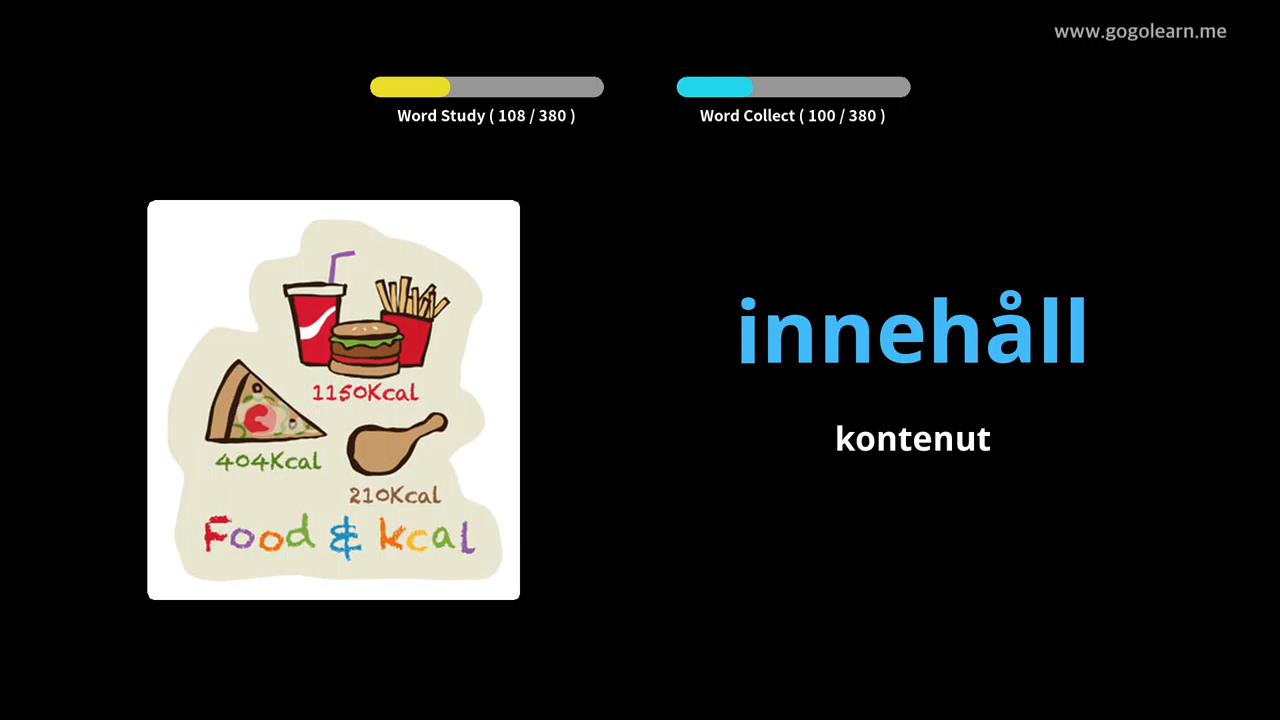 www.gogolearn.me
Word Study ( 108 / 380 )
Word Collect ( 100 / 380 )
1150Kcal
404Kcal
210Kcal
Food & kcal
innehåll
kontenut